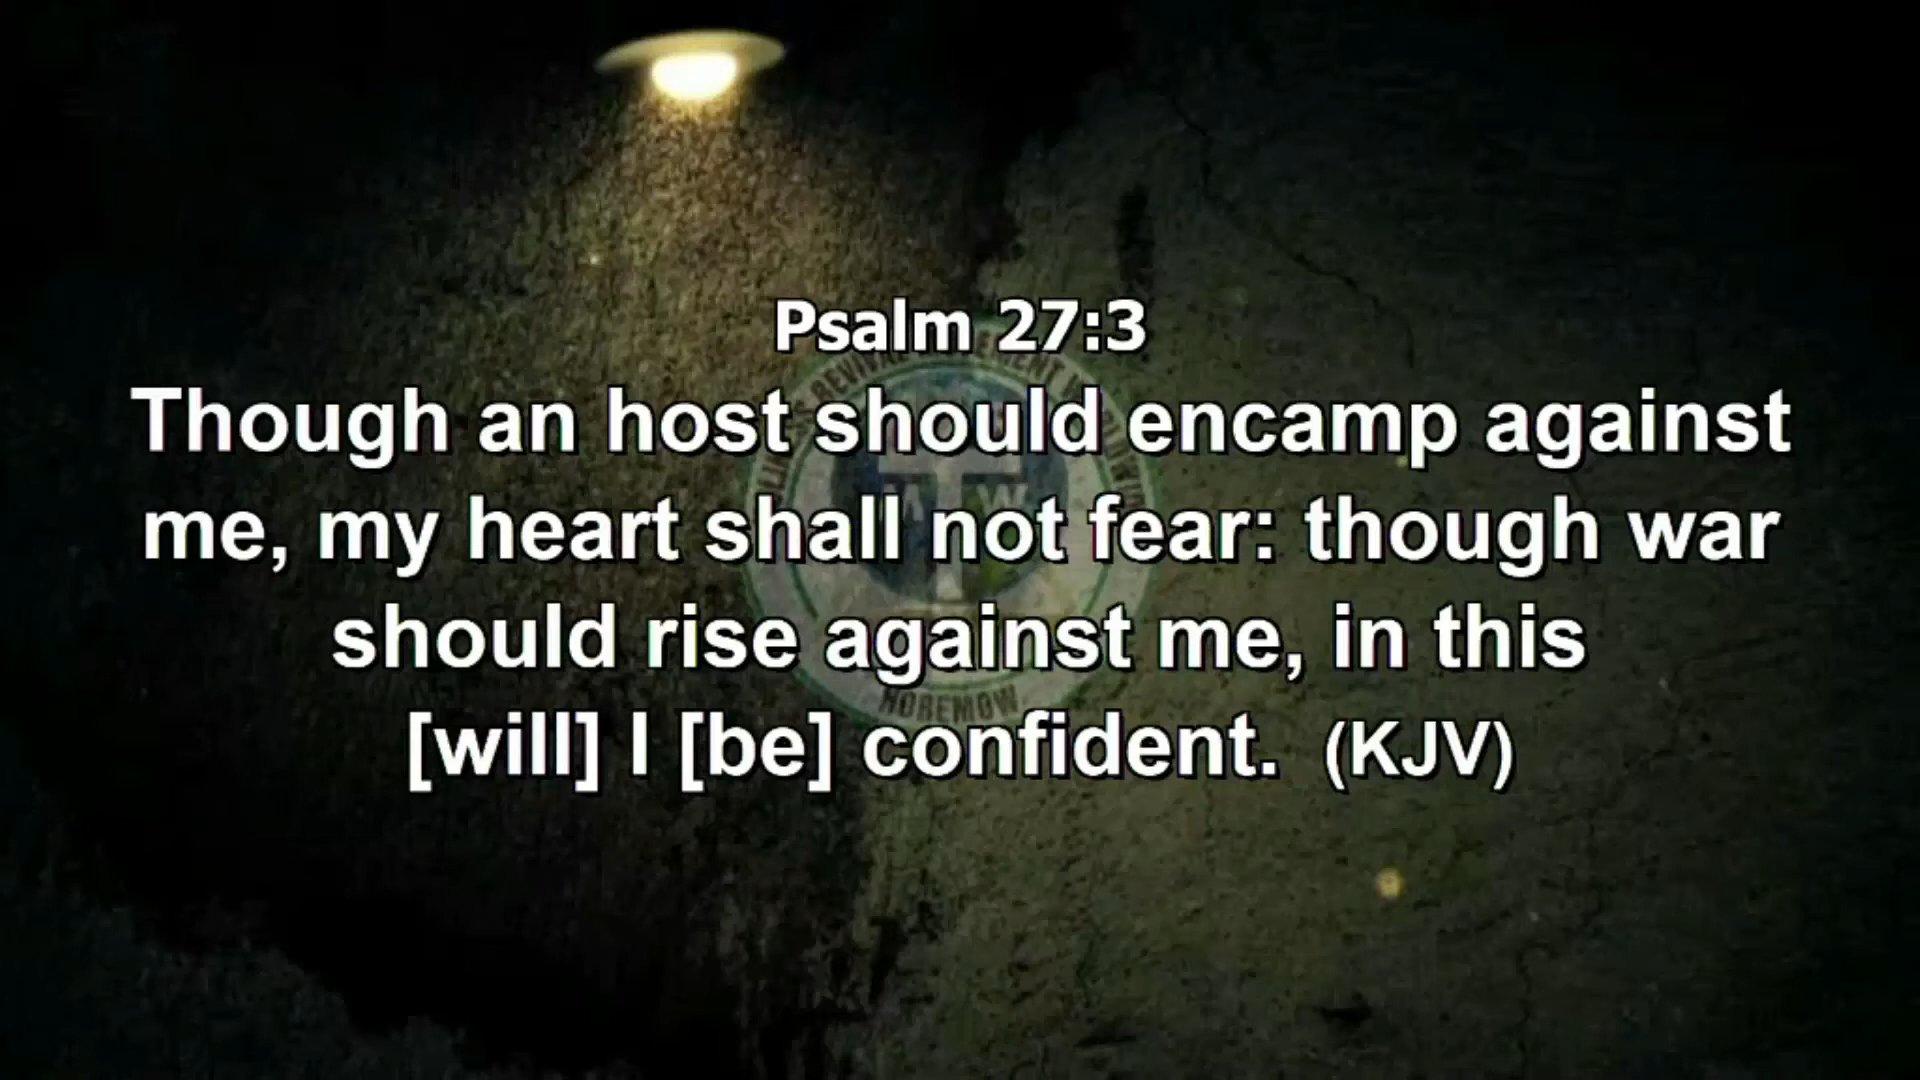 Psalm 27:3
Though an host should encamp against
me, my heart shall not fear: though war
should rise against me, in this
[will] I [be] confident. (KJV)
HOREMOW